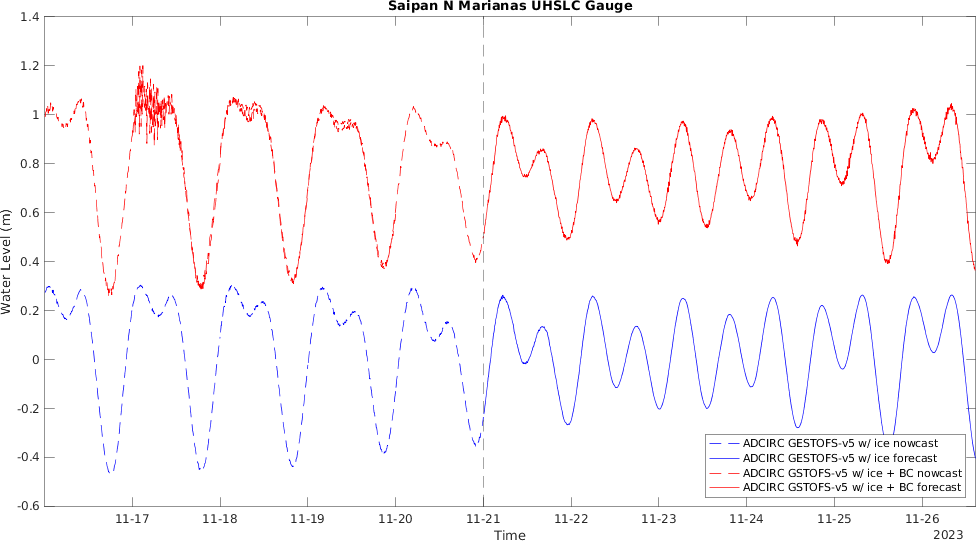 Saipan N Marianas UHSLC Gauge
1.4
1.2
1
0.8
0.6
0.4
0.2
0
-0.2
-0.4
-0.6
Water Level (m)
11-17 11-18 11-19 11-20 11-21 11-22 11-23 11-24 11-25 11-26
Time
2023
ADCIRC GESTOFS-v5 w/ ice nowcast
ADCIRC GESTOFS-v5 w/ ice forecast
ADCIRC GSTOFS-v5 w/ ice + BC nowcast
ADCIRC GSTOFS-v5 w/ ice + BC forecast